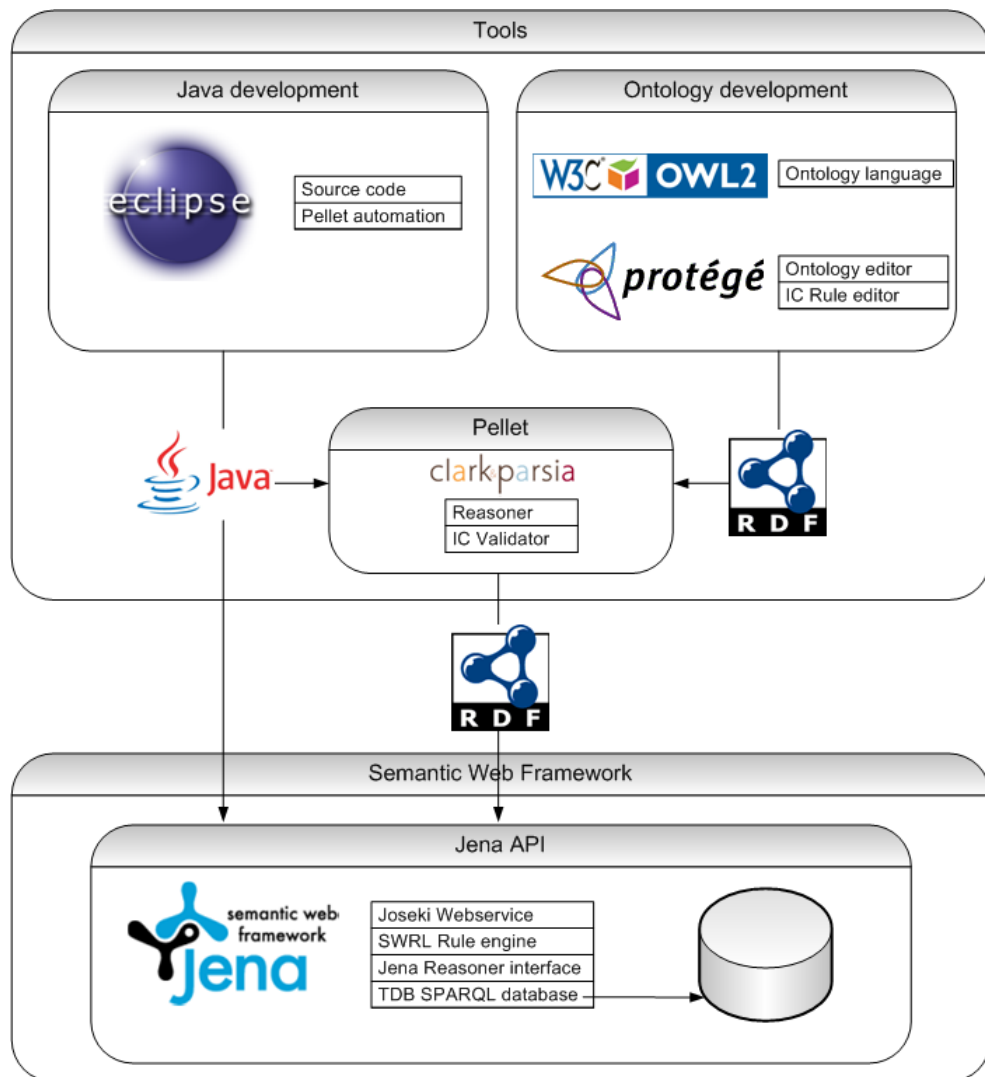 Tools
Java development
eclipse
Source code
Pellet automation
Ontology development
W3C® OWL2
Ontology language
protégé
Ontology editor
IC Rule editor
Java
Pellet
clark&parsia
Reasoner
IC Validator
RDF
RDF
Semantic Web Framework
Jena API
semantic web
framework
Jena
Joseki Webservice
SWRL Rule engine
Jena Reasoner interface
TDB SPARQL database